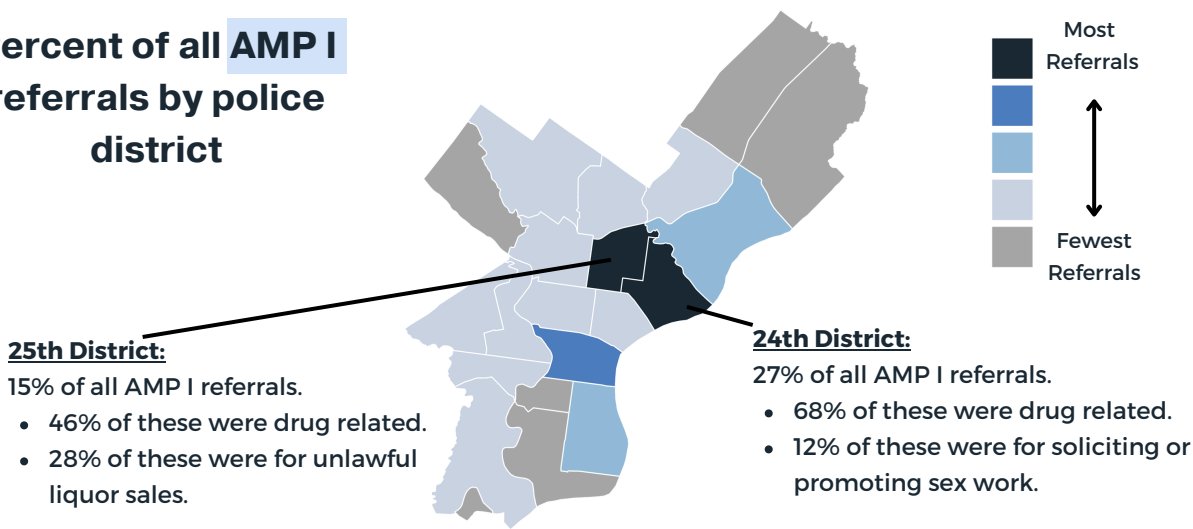 ercent of all AMP I
referrals by police
district
Most
Referrals
Fewest
Referrals
25th District:
15% of all AMP I referrals.
• 46% of these were drug related.
• 28% of these were for unlawful
liquor sales.
24th District:
27% of all AMP I referrals.
• 68% of these were drug related.
• 12% of these were for soliciting or
promoting sex work.